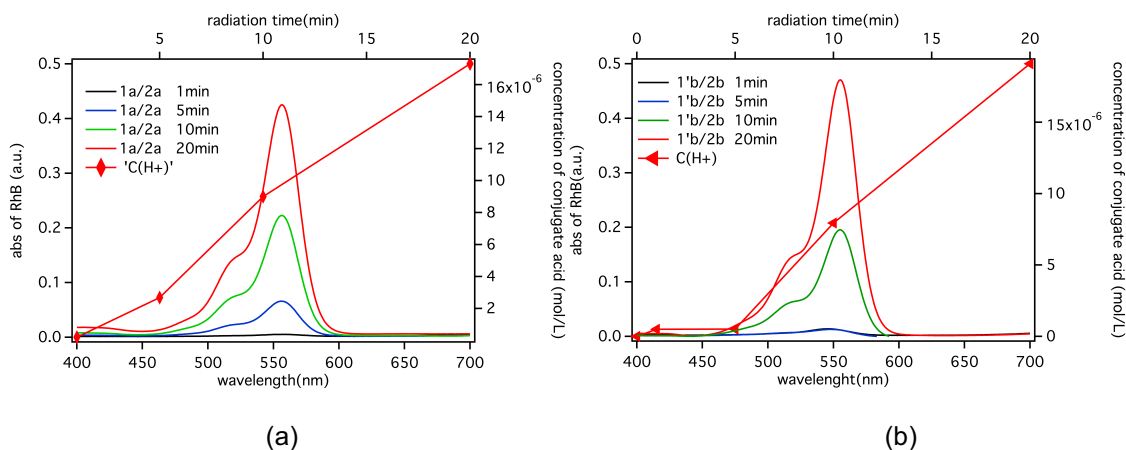 radiation time(min)
5 10 15 20
0.5
0.4
0.3
0.2
0.1
0.0
abs of RhB (a.u.)
1a/2a 1min
1a/2a 5min
1a/2a 10min
1a/2a 20min
'C(H+)'
16x10-6
14
12
10
8
6
4
2
concentration of conjugate acid (mol/L)
400 450 500 550 600 650 700
wavelength(nm)
(a)
radiation time(min)
0 5 10 15 20
0.5
0.4
0.3
0.2
0.1
0.0
abs of RhB(a.u.)
1'b/2b 1min
1'b/2b 5min
1'b/2b 10min
1'b/2b 20min
C(H+)
15x10-6
10
5
0
concentration of conjugate acid (mol/L)
400 450 500 550 600 650 700
wavelenght(nm)
(b)